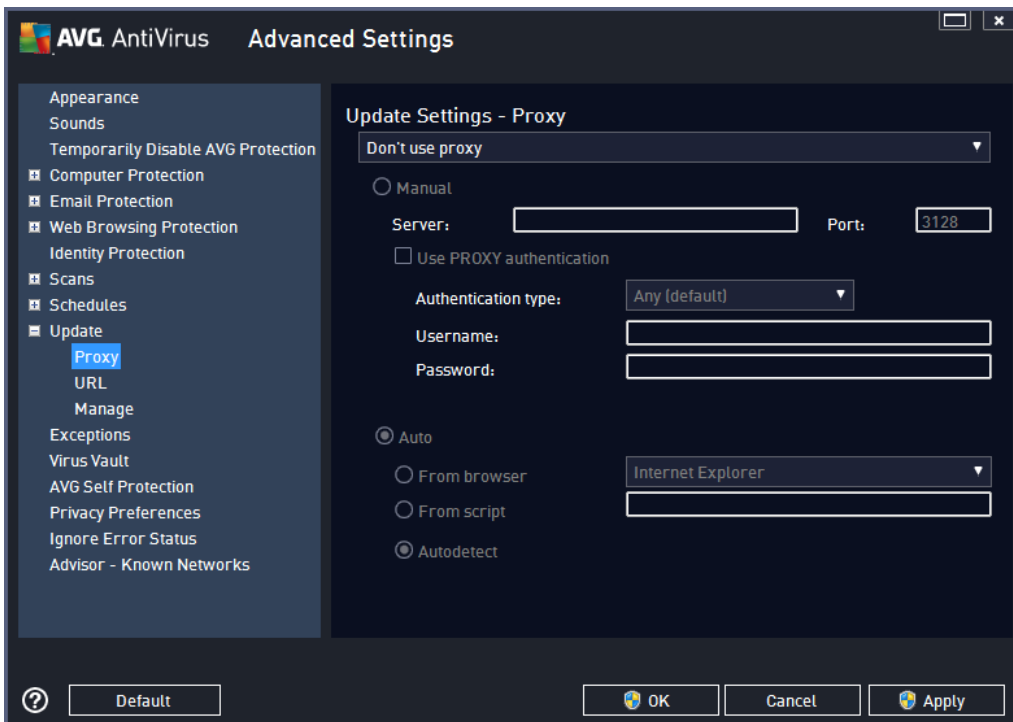 AVG AntiVirus Advanced Settings
Appearance
Sounds
Temporarily Disable AVG Protection
Computer Protection
Email Protection
Web Browsing Protection
Identity Protection
Scans
Schedules
Update
Proxy
URL
Manage
Exceptions
Virus Vault
AVG Self Protection
Privacy Preferences
Ignore Error Status
Advisor - Known Networks
Update Settings - Proxy
Don't use proxy
Manual
Server: Port: 3128
Use PROXY authentication
Authentication type: Any (default)
Username:
Password:
Auto
From browser Internet Explorer
From script
Autodetect
? Default OK Cancel Apply